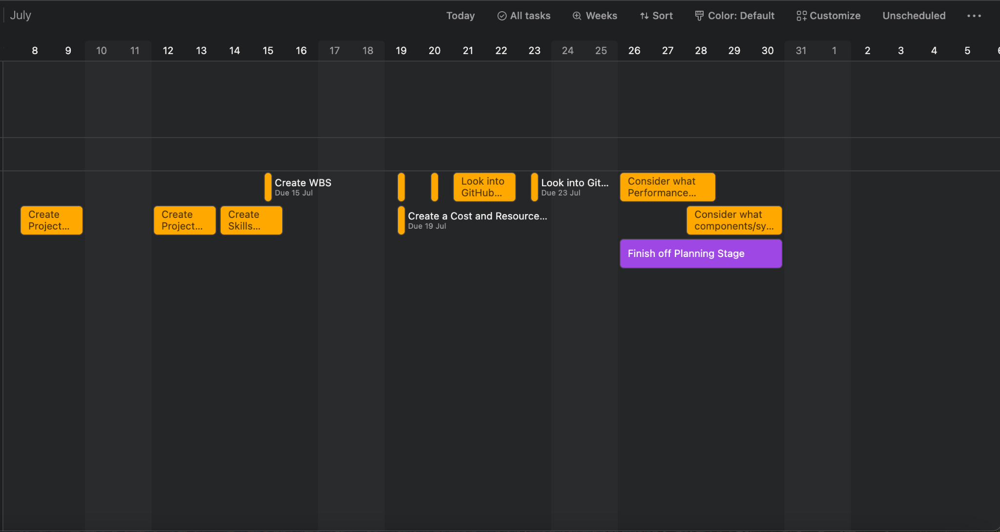 July
Today All tasks Weeks Sort Color: Default Customize Unscheduled
8 9 10 11 12 13 14 15 16 17 18 19 20 21 22 23 24 25 26 27 28 29 30 31 1 2 3 4 5
Create WBS
Due 15 Jul
Look into
GitHub...
Look into Git...
Due 23 Jul
Consider what
Performance...
Create
Project...
Create
Project...
Create
Skills...
Create a Cost and Resource...
Due 19 Jul
Consider what
components/sy...
Finish off Planning Stage